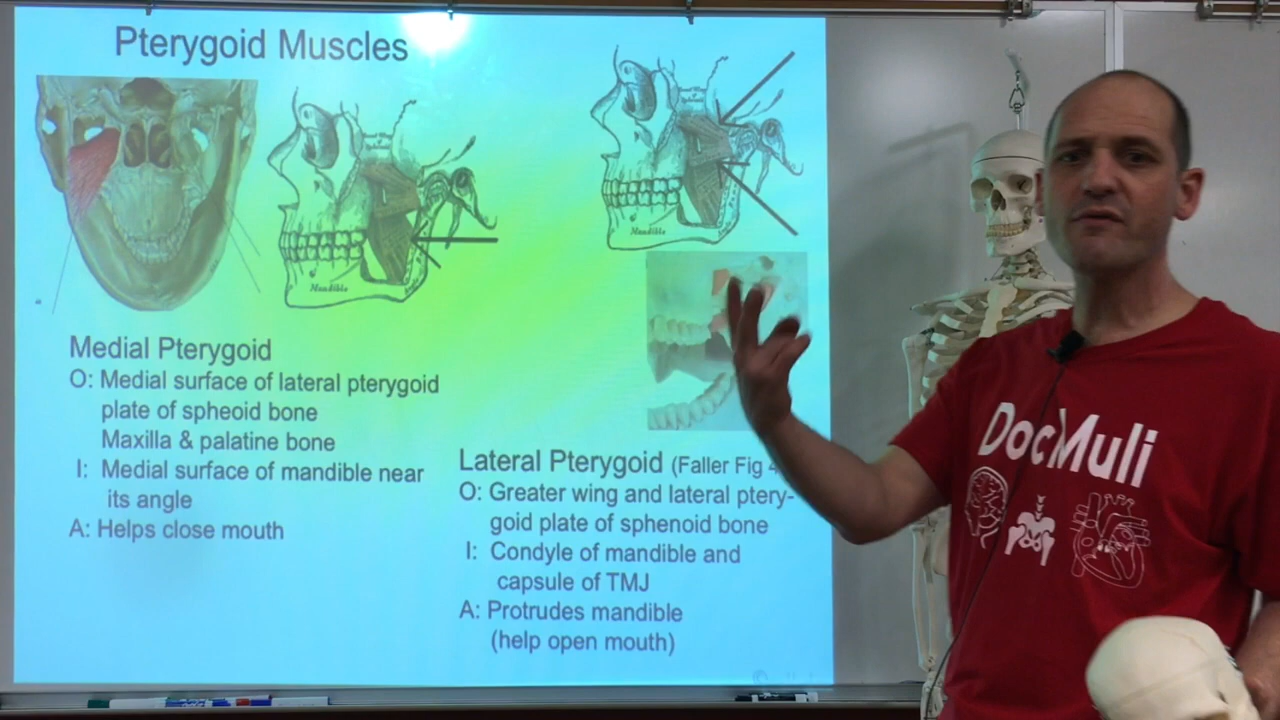 Pterygoid Muscles
Mandible
Mandible
Medial Pterygoid
O: Medial surface of lateral pterygoid
plate of spheoid bone
Maxilla & palatine bone
I: Medial surface of mandible near
its angle
A: Helps close mouth
Lateral Pterygoid (Faller Fig 4
O: Greater wing and lateral ptery-
goid plate of sphenoid bone
I: Condyle of mandible and
capsule of TMJ
A: Protrudes mandible
(help open mouth)
DocMuli